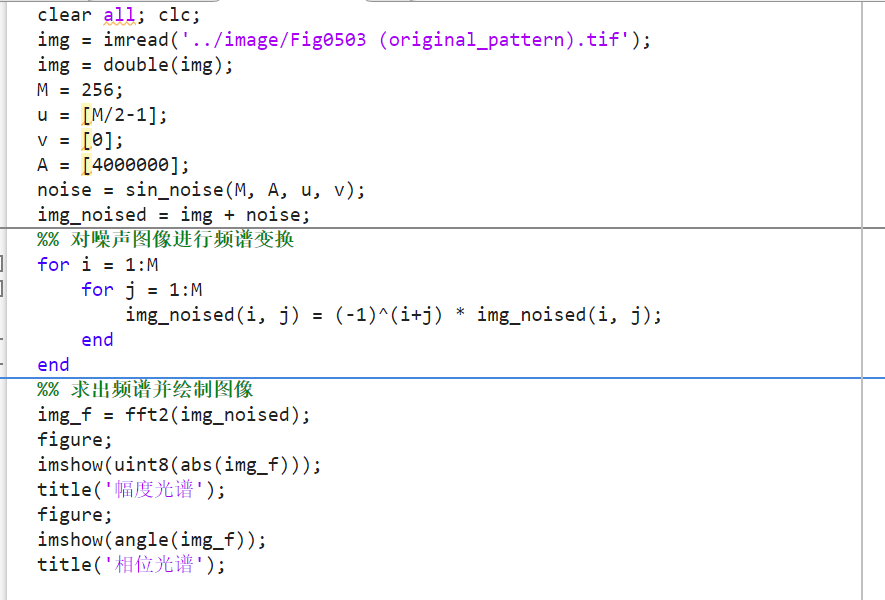 clear all; clc;
img = imread('../image/Fig0503 (original_pattern).tif');
img = double(img);
M = 256;
u = [M/2-1];
v = [0];
A = [4000000];
noise = sin_noise(M, A, u, v);
img_noised = img + noise;
%% 对噪声图像进行频谱变换
for i = 1:M
    for j = 1:M
        img_noised(i, j) = (-1)^(i+j) * img_noised(i, j);
    end
end
%% 求出频谱并绘制图像
img_f = fft2(img_noised);
figure;
imshow(uint8(abs(img_f)));
title('幅度光谱');
figure;
imshow(angle(img_f));
title('相位光谱');